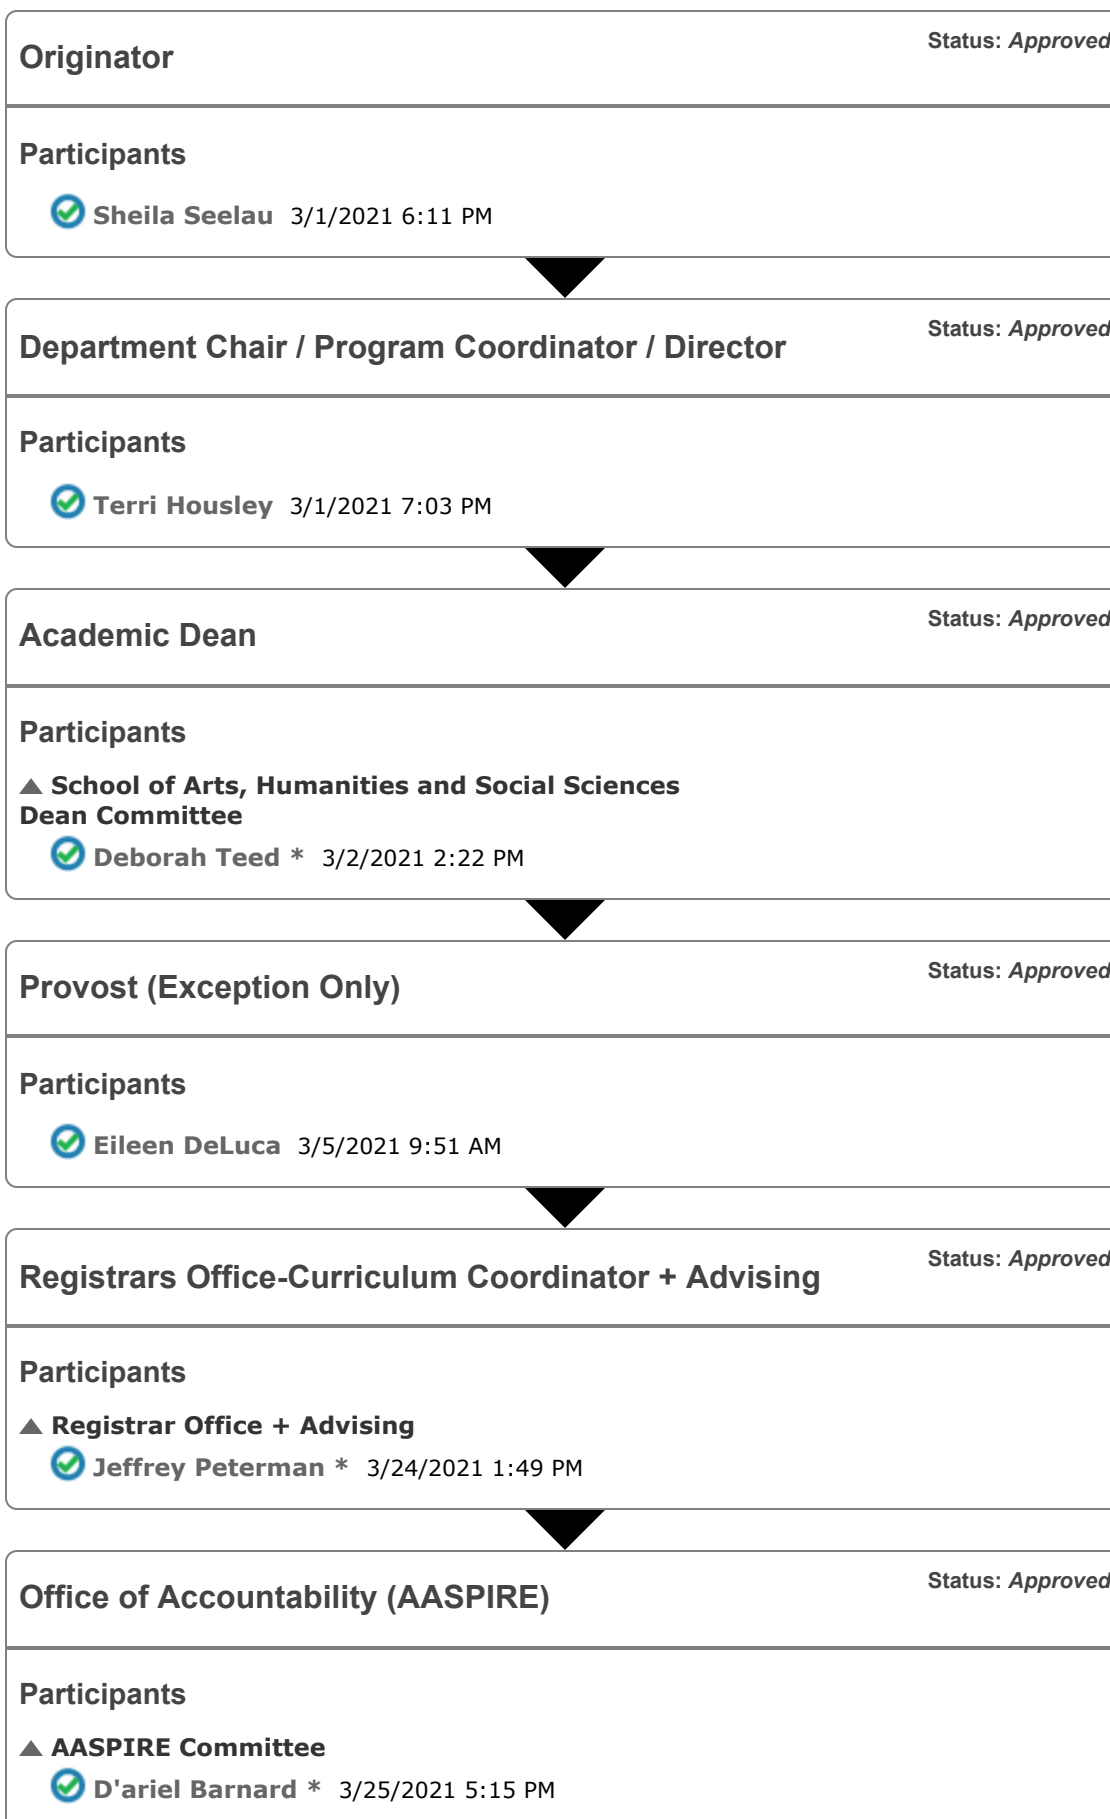 Originator
Status: Approved
Participants
Sheila Seelau 3/1/2021 6:11 PM
Department Chair / Program Coordinator / Director
Status: Approved
Participants
Terri Housley 3/1/2021 7:03 PM
Academic Dean
Status: Approved
Participants
School of Arts, Humanities and Social Sciences
Dean Committee
Deborah Teed * 3/2/2021 2:22 PM
Provost (Exception Only)
Status: Approved
Participants
Eileen DeLuca 3/5/2021 9:51 AM
Registrars Office-Curriculum Coordinator + Advising
Status: Approved
Participants
Registrar Office + Advising
Jeffrey Peterman * 3/24/2021 1:49 PM
Office of Accountability (AASPIRE)
Status: Approved
Participants
AASPIRE Committee
D'ariel Barnard * 3/25/2021 5:15 PM